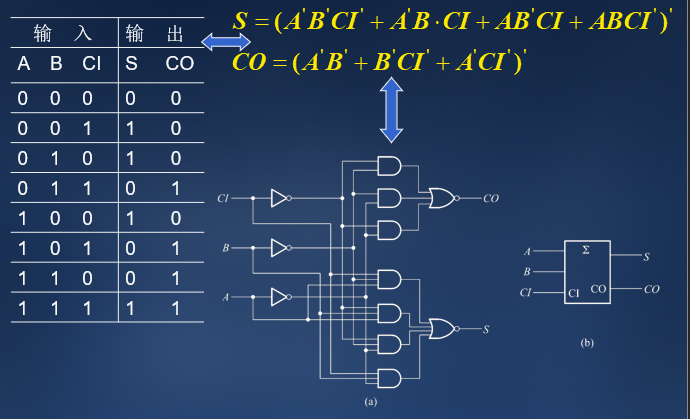 输 入 输 出
A B CI S CO
0 0 0 0 0
0 0 1 1 0
0 1 0 1 0
0 1 1 0 1
1 0 0 1 0
1 0 1 0 1
1 1 0 0 1
1 1 1 1 1
S = (A'B'CI' + A'B·CI + AB'CI + ABCI')'
CO = (A'B' + B'CI' + A'CI')'
CI
B
A
CO
S
(a)
A
B
CI
Σ
CI
CO
S
CO
(b)